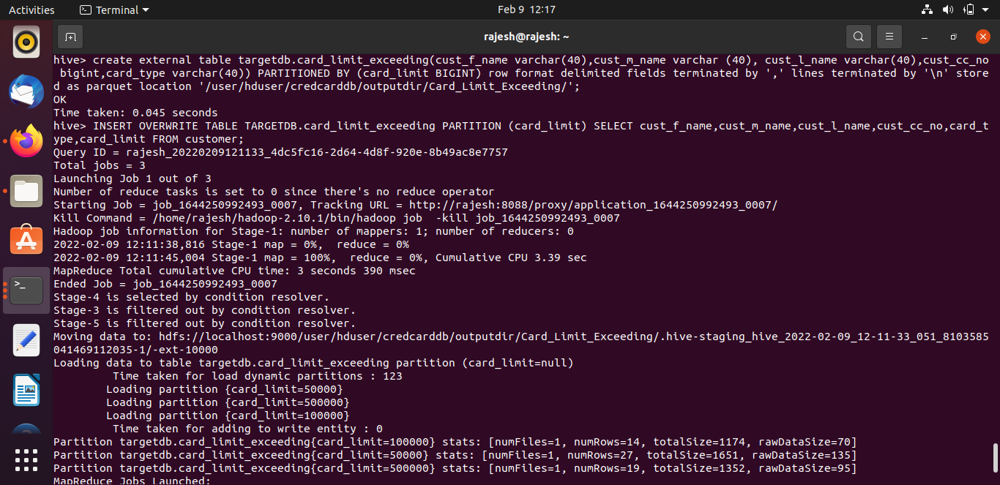 Activities
Terminal
Feb 9 12:17
rajesh@rajesh: ~
hive> create external table targetdb.card_limit_exceeding(cust_f_name varchar(40),cust_m_name varchar (40), cust_l_name varchar(40),cust_cc_no
 bigint,card_type varchar(40)) PARTITIONED BY (card_limit BIGINT) row format delimited fields terminated by ',' lines terminated by '\n' store
d as parquet location '/user/hduser/credcarddb/outputdir/Card_Limit_Exceeding/';
OK
Time taken: 0.045 seconds
hive> INSERT OVERWRITE TABLE TARGETDB.card_limit_exceeding PARTITION (card_limit) SELECT cust_f_name,cust_m_name,cust_l_name,cust_cc_no,card_t
ype,card_limit FROM customer;
Query ID = rajesh_20220209121133_4dc5fc16-2d64-4d8f-920e-8b49ac8e7757
Total jobs = 3
Launching Job 1 out of 3
Number of reduce tasks is set to 0 since there's no reduce operator
Starting Job = job_1644250992493_0007, Tracking URL = http://rajesh:8088/proxy/application_1644250992493_0007/
Kill Command = /home/rajesh/hadoop-2.10.1/bin/hadoop job  -kill job_1644250992493_0007
Hadoop job information for Stage-1: number of mappers: 1; number of reducers: 0
2022-02-09 12:11:38,816 Stage-1 map = 0%,  reduce = 0%
2022-02-09 12:11:45,004 Stage-1 map = 100%,  reduce = 0%, Cumulative CPU 3.39 sec
MapReduce Total cumulative CPU time: 3 seconds 390 msec
Ended Job = job_1644250992493_0007
Stage-4 is selected by condition resolver.
Stage-3 is filtered out by condition resolver.
Stage-5 is filtered out by condition resolver.
Moving data to: hdfs://localhost:9000/user/hduser/credcarddb/outputdir/Card_Limit_Exceeding/.hive-staging_hive_2022-02-09_12-11-33_051_8103585
041469112035-1/-ext-10000
Loading data to table targetdb.card_limit_exceeding partition (card_limit=null)
Time taken for load dynamic partitions : 123
Loading partition {card_limit=50000}
Loading partition {card_limit=500000}
Loading partition {card_limit=100000}
Time taken for adding to write entity : 0
Partition targetdb.card_limit_exceeding{card_limit=100000} stats: [numFiles=1, numRows=14, totalSize=1174, rawDataSize=70]
Partition targetdb.card_limit_exceeding{card_limit=50000} stats: [numFiles=1, numRows=27, totalSize=1651, rawDataSize=135]
Partition targetdb.card_limit_exceeding{card_limit=500000} stats: [numFiles=1, numRows=19, totalSize=1352, rawDataSize=95]
MapReduce Jobs Launched: